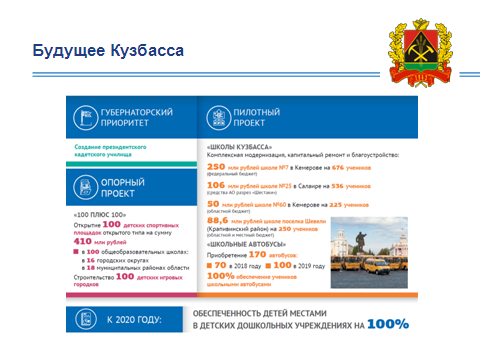 Будущее Кузбасса
ГУБЕРНАТОРСКИЙ
ПРИОРИТЕТ
Создание президентского
кадетского училища
ОПОРНЫЙ
ПРОЕКТ
«100 ПЛЮС 100»
Открытие 100 детских спортивных
площадок открытого типа на сумму
410 млн рублей
в 100 общеобразовательных школах:
в 16 городских округах
в 18 муниципальных районах области
Строительство 100 детских игровых
городков
ПИЛОТНЫЙ
ПРОЕКТ
«ШКОЛЫ КУЗБАССА»
Комплексная модернизация, капитальный ремонт и благоустройство:
250 млн рублей школе №7 в Кемерове на 676 учеников
(федеральный бюджет)
106 млн рублей школе №25 в Салаире на 536 учеников
(средства АО разрез «Шестаки»)
50 млн рублей школе №60 в Кемерове на 225 учеников
(областной бюджет)
88,6 млн рублей школе поселка Шевели
(Крапивинский район) на 250 учеников
(областной и местный бюджет)
«ШКОЛЬНЫЕ АВТОБУСЫ»
Приобретение 170 автобусов:
70 в 2018 году 100 в 2019 году
100% обеспечение учеников
школьными автобусами
К 2020 ГОДУ:
ОБЕСПЕЧЕННОСТЬ ДЕТЕЙ МЕСТАМИ
В ДЕТСКИХ ДОШКОЛЬНЫХ УЧРЕЖДЕНИЯХ НА 100%